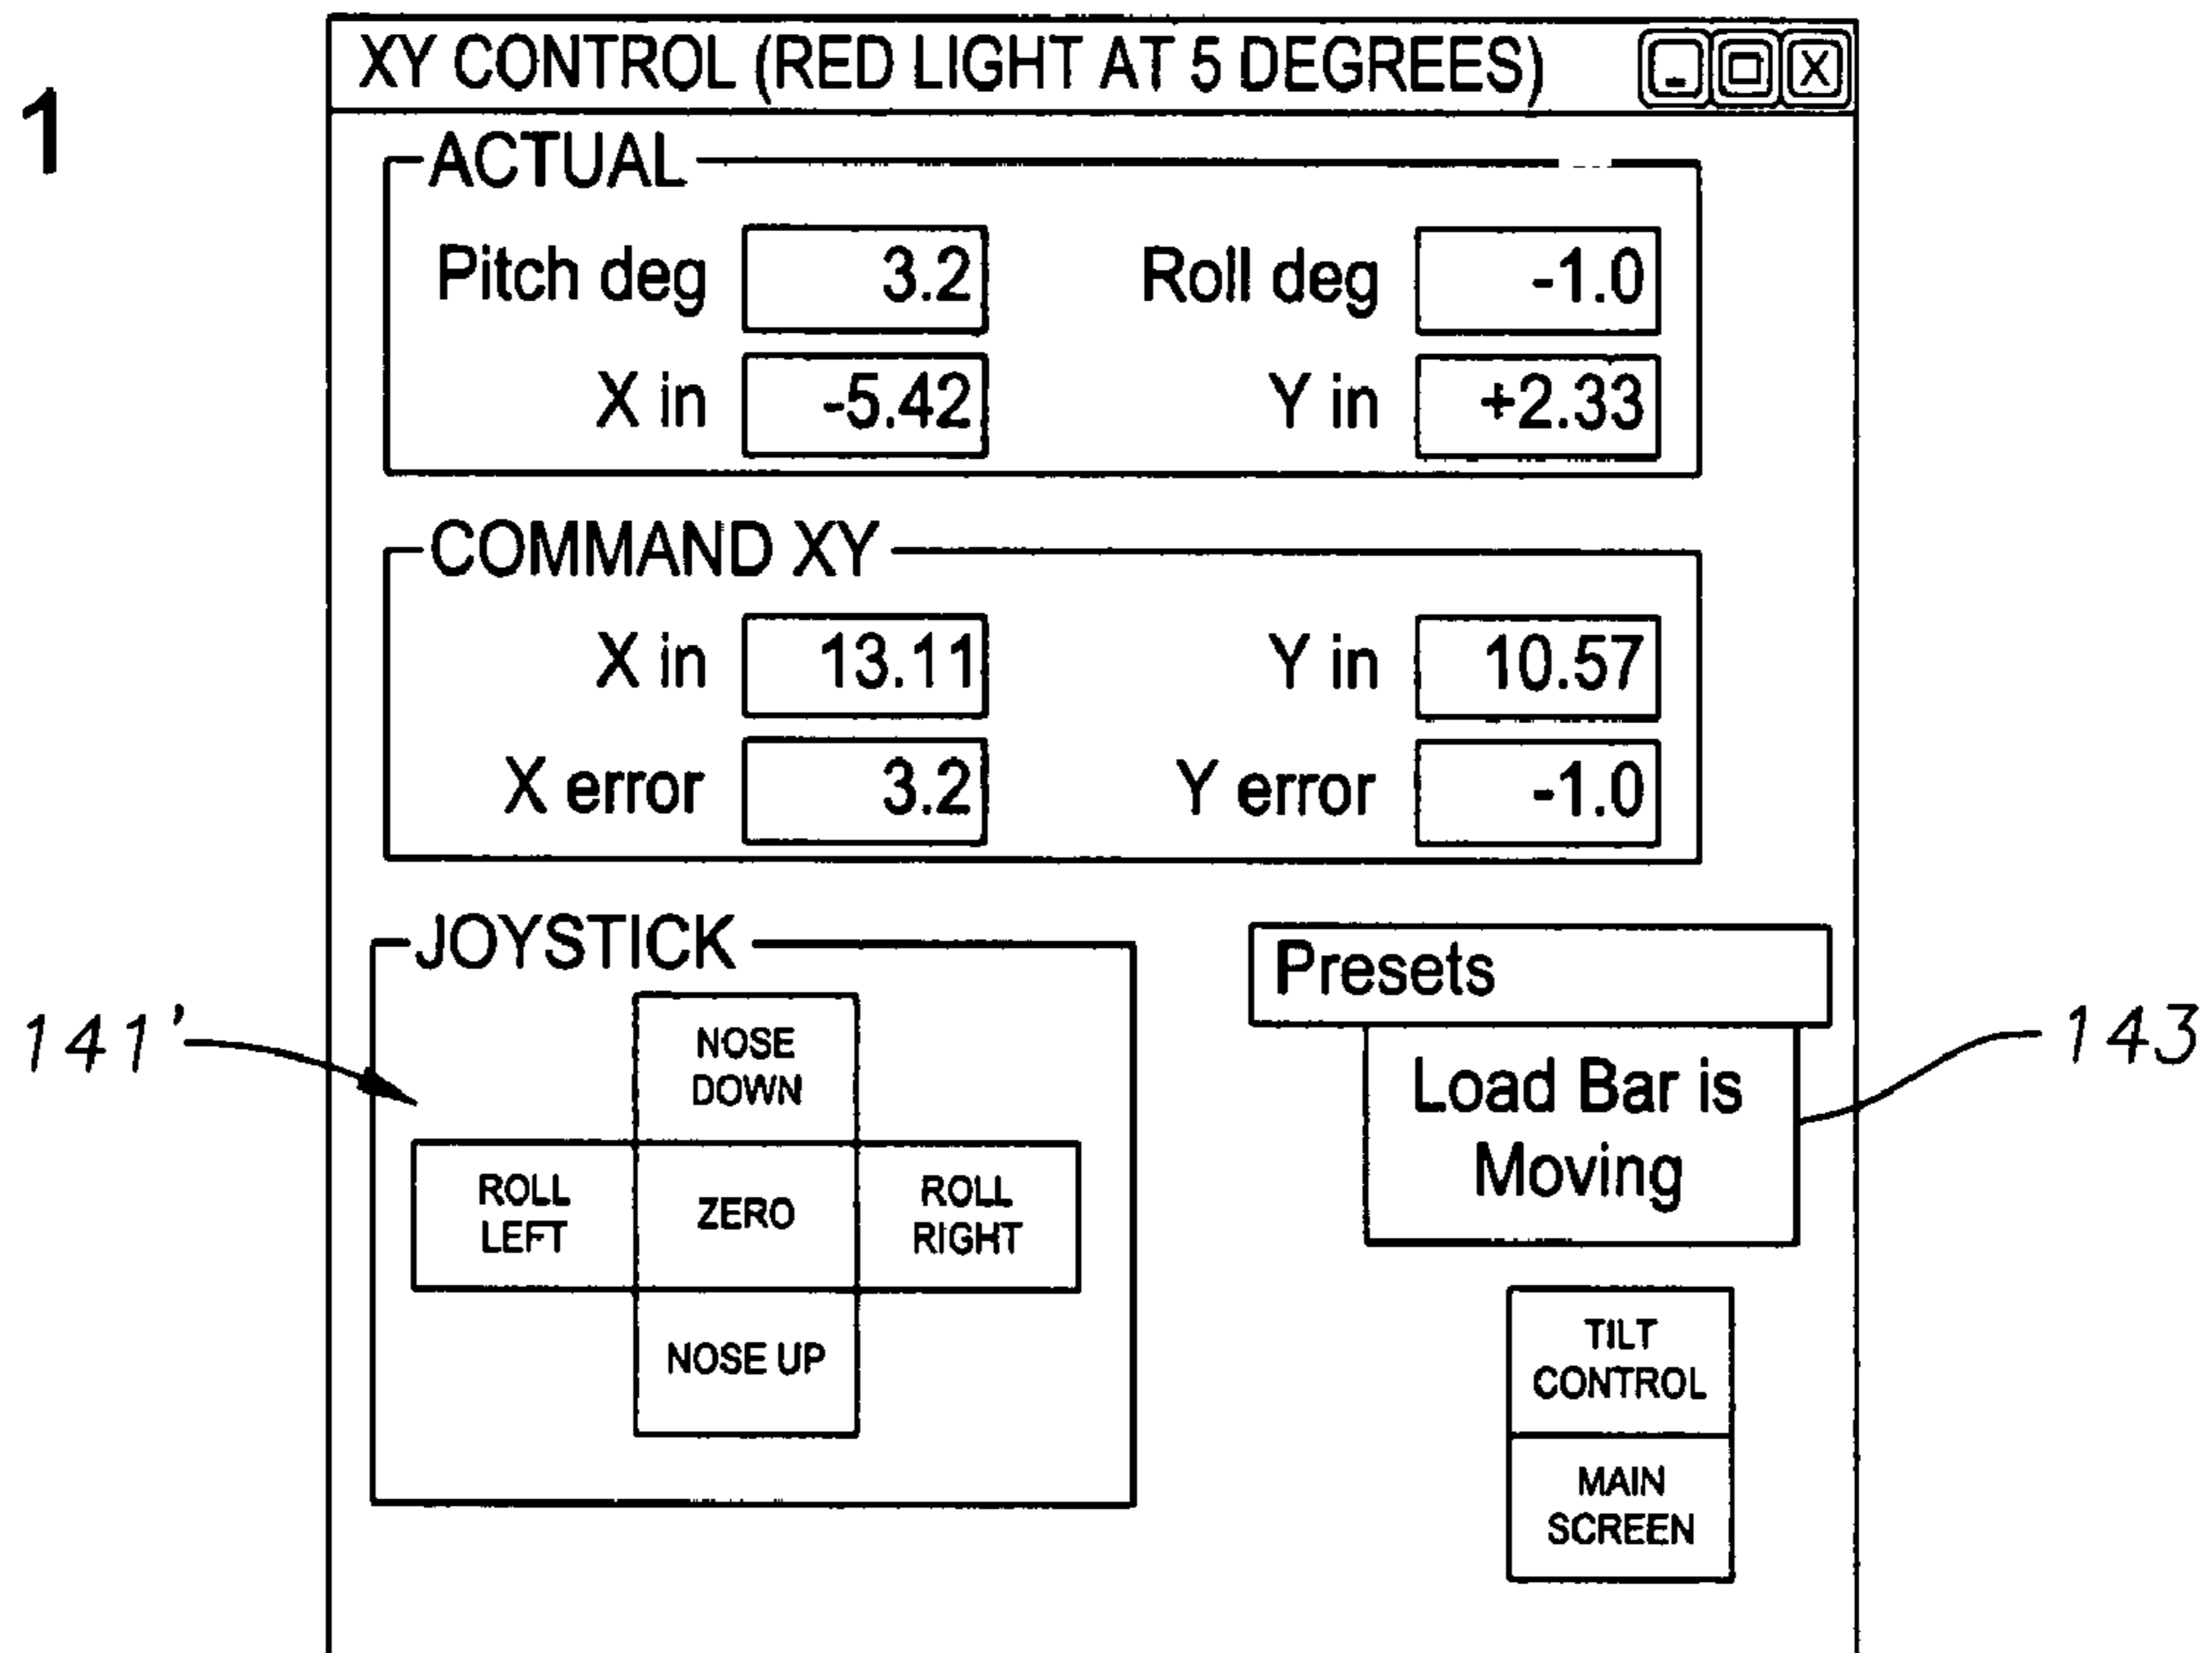 1
XY CONTROL (RED LIGHT AT 5 DEGREES)
X
ACTUAL
Pitch deg 3.2 Roll deg -1.0
X in -5.42 Y in +2.33
COMMAND XY
X in 13.11 Y in 10.57
X error 3.2 Y error -1.0
JOYSTICK
NOSE
DOWN
ROLL
LEFT
ZERO
ROLL
RIGHT
NOSE UP
141'
Presets
Load Bar is
Moving
143
TILT
CONTROL
MAIN
SCREEN